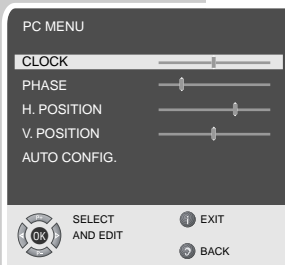 PC MENU
CLOCK
PHASE
H. POSITION
V. POSITION
AUTO CONFIG.
SELECT AND EDIT
OK
EXIT
BACK